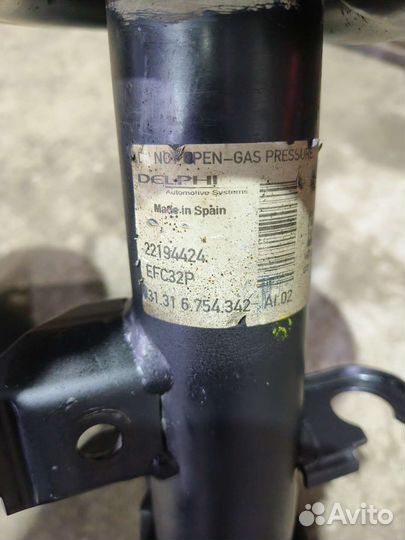 OPEN-GAS PRESSURE
DELPHI
Automotive Systems
Made in Spain
22194424
EFC32P
31.31 6.754.342 AI 02
Avito